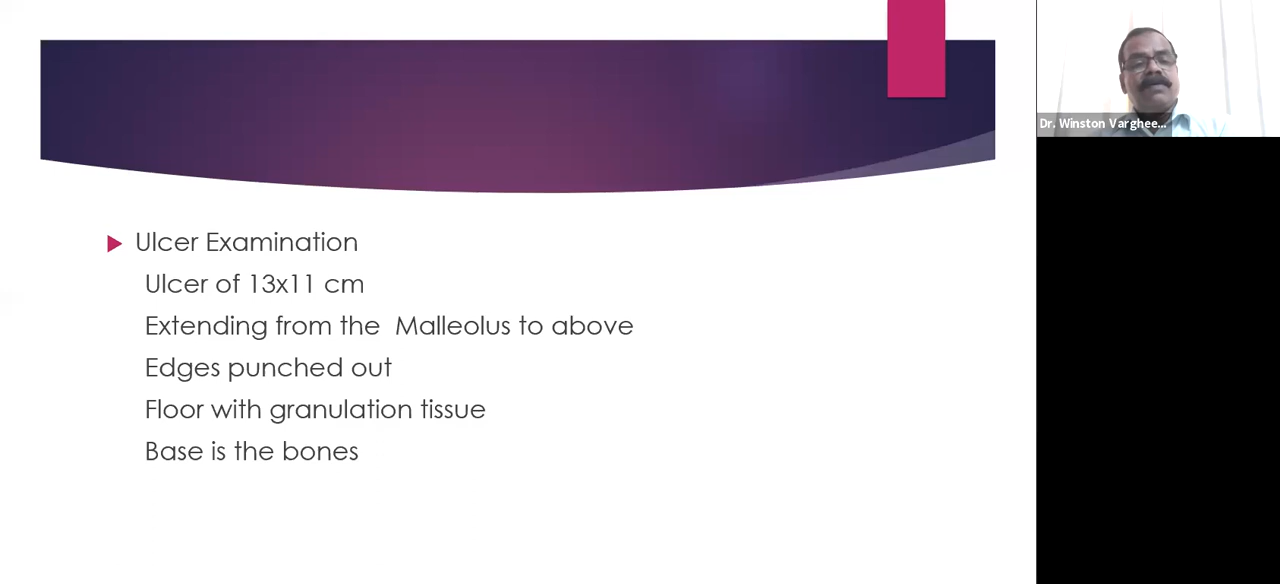 Dr. Winston Varghee...
Ulcer Examination
Ulcer of 13x11 cm
Extending from the Malleolus to above
Edges punched out
Floor with granulation tissue
Base is the bones